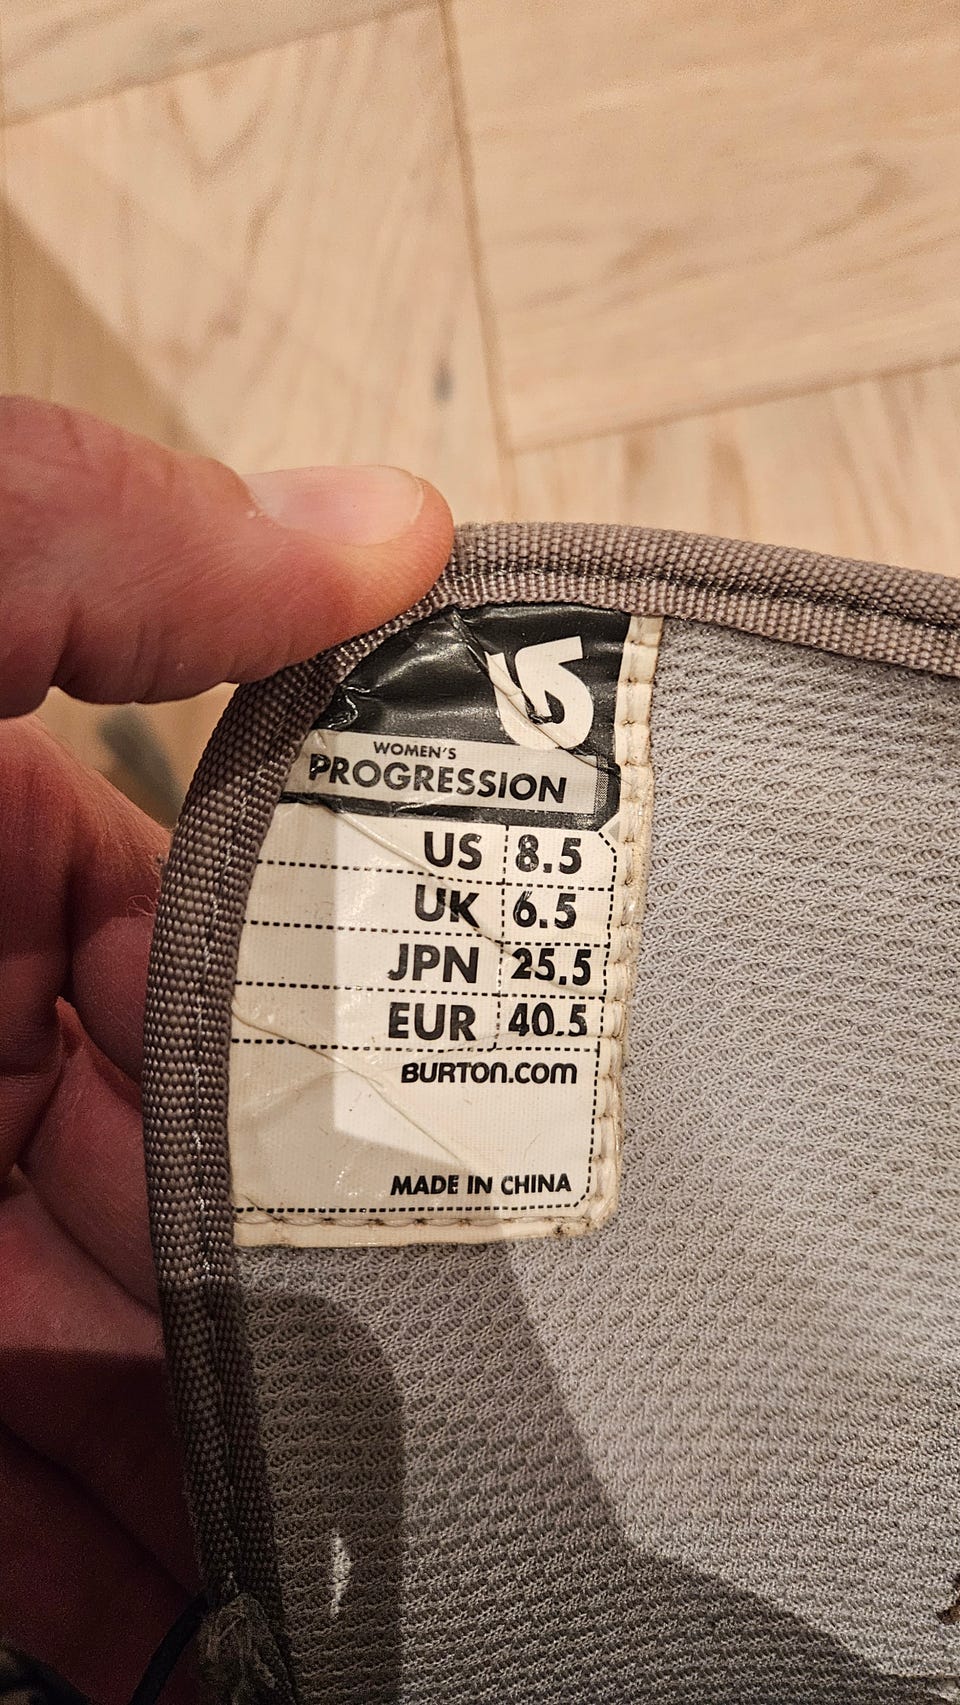 WOMEN'S
PROGRESSION
US 8.5
UK 6.5
JPN 25.5
EUR 40.5
BURTON.COM
MADE IN CHINA